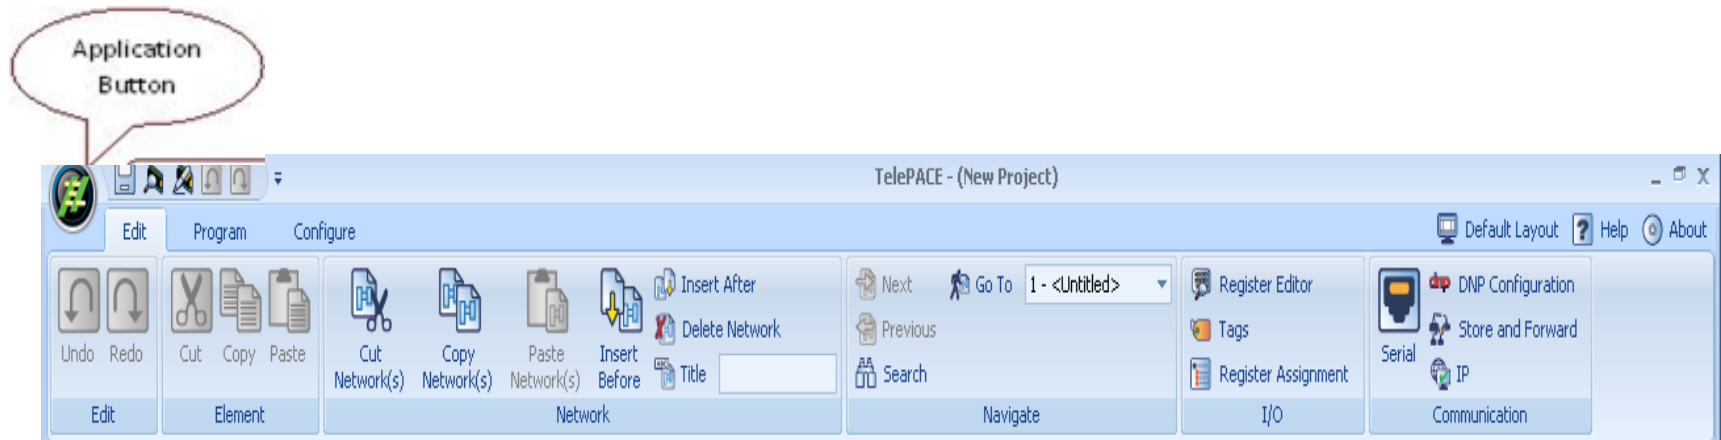 Application
Button
TelePACE - (New Project)
Edit Program Configure Default Layout ? Help About
Insert After Next Go To 1 - <Untitled> Register Editor dnp DNP Configuration
Delete Network Previous Tags Store and Forward
Undo Redo Cut Copy Paste Cut Copy Paste Insert Serial
Network(s) Network(s) Network(s) Before Title Search Register Assignment IP
Edit Element Network Navigate I/O Communication